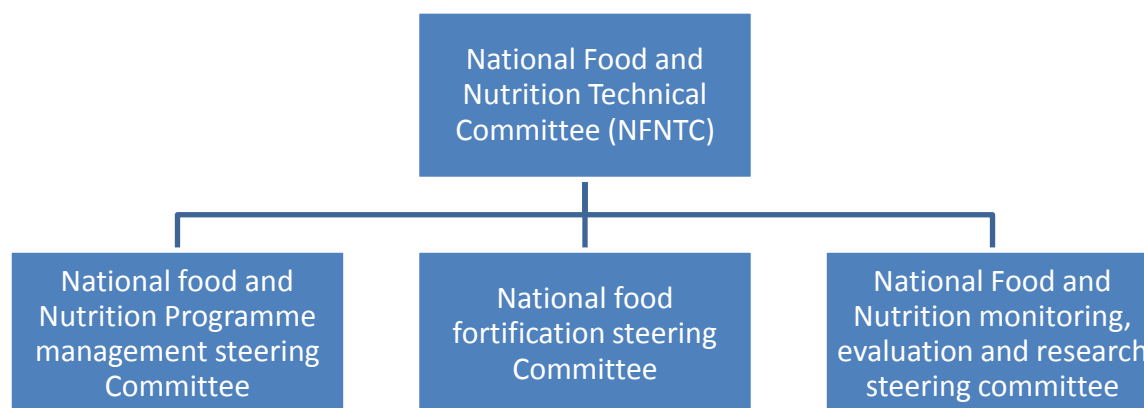 National Food and
Nutrition Technical
Committee (NFNTC)
National food and
Nutrition Programme
management steering
Committee
National food
fortification steering
Committee
National Food and
Nutrition monitoring,
evaluation and research
steering committee